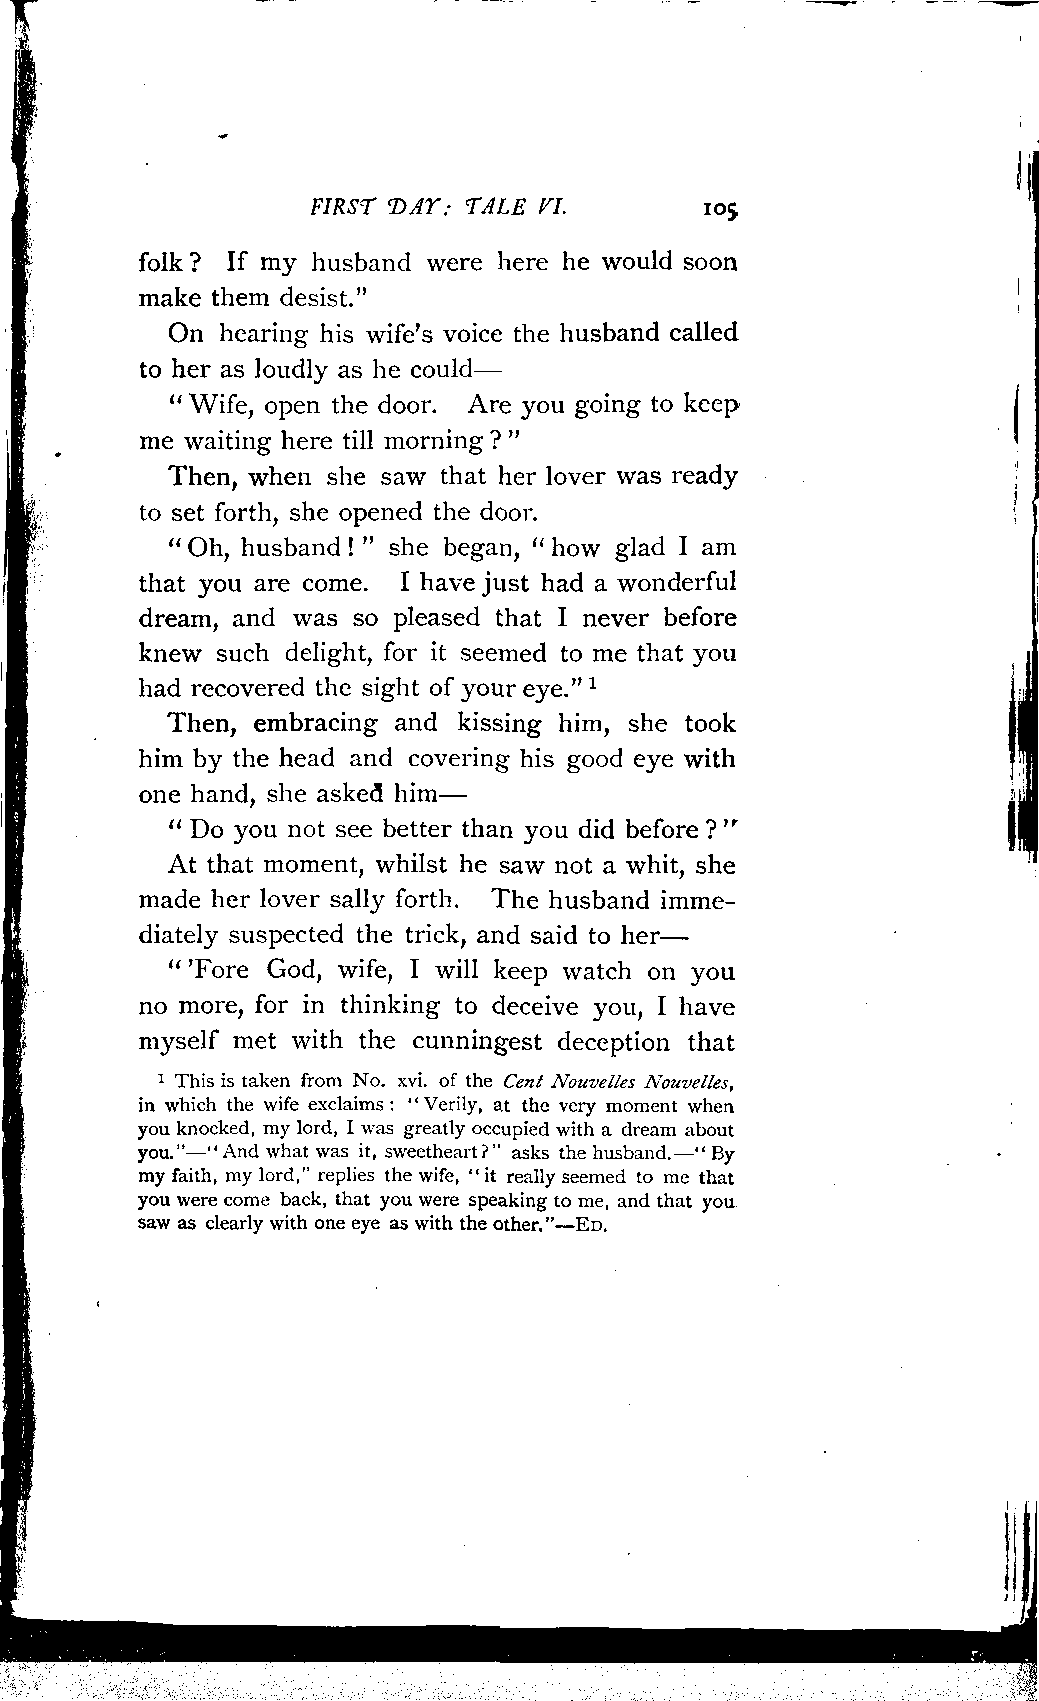 FIRST DAY: TALE VI. 105
folk? If my husband were here he would soon
make them desist."
On hearing his wife's voice the husband called
to her as loudly as he could—
"Wife, open the door. Are you going to keep
me waiting here till morning?"
Then, when she saw that her lover was ready
to set forth, she opened the door.
"Oh, husband!" she began, "how glad I am
that you are come. I have just had a wonderful
dream, and was so pleased that I never before
knew such delight, for it seemed to me that you
had recovered the sight of your eye." 1
Then, embracing and kissing him, she took
him by the head and covering his good eye with
one hand, she asked him—
"Do you not see better than you did before?"
At that moment, whilst he saw not a whit, she
made her lover sally forth. The husband imme-
diately suspected the trick, and said to her—
"'Fore God, wife, I will keep watch on you
no more, for in thinking to deceive you, I have
myself met with the cunningest deception that
1 This is taken from No. xvi. of the Cent Nouvelles Nouvelles,
in which the wife exclaims: "Verily, at the very moment when
you knocked, my lord, I was greatly occupied with a dream about
you."—"And what was it, sweetheart?" asks the husband.—"By
my faith, my lord," replies the wife, "it really seemed to me that
you were come back, that you were speaking to me, and that you
saw as clearly with one eye as with the other."—ED.